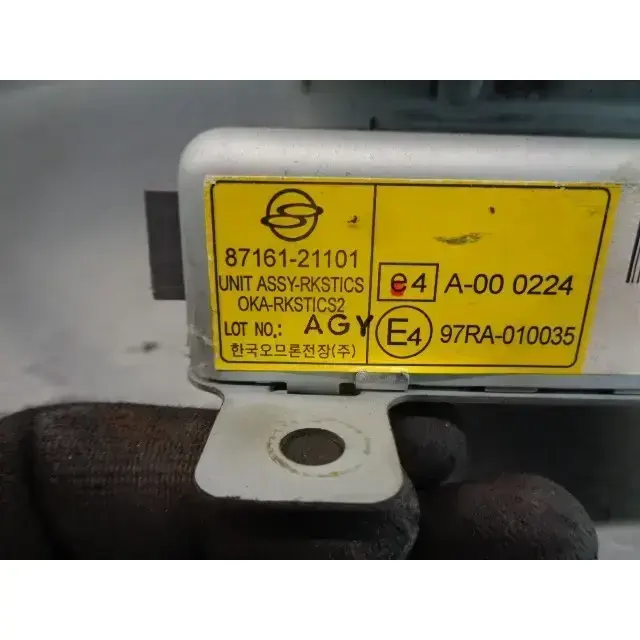 87161-21101
UNIT ASSY-RKSTICS
OKA-RKSTICS2
LOT NO.: AGY
한국오므론전장(주)
e4 A-00 0224
E4 97RA-010035